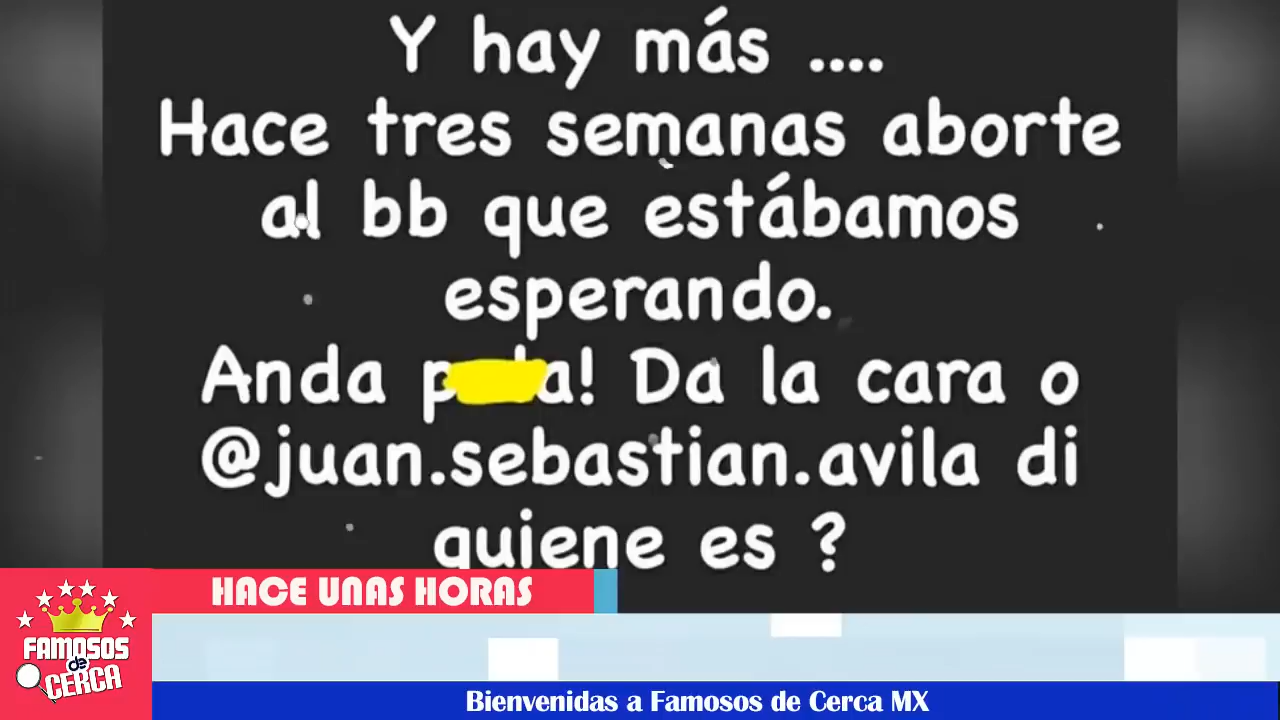 Y hay más ....
Hace tres semanas aborte
al bb que estábamos
esperando.
Anda p a! Da la cara o
@juan.sebastian.avila di
quiene es ?
HACE UNAS HORAS
FAMOSOS
de
CERCA
Bienvenidas a Famosos de Cerca MX